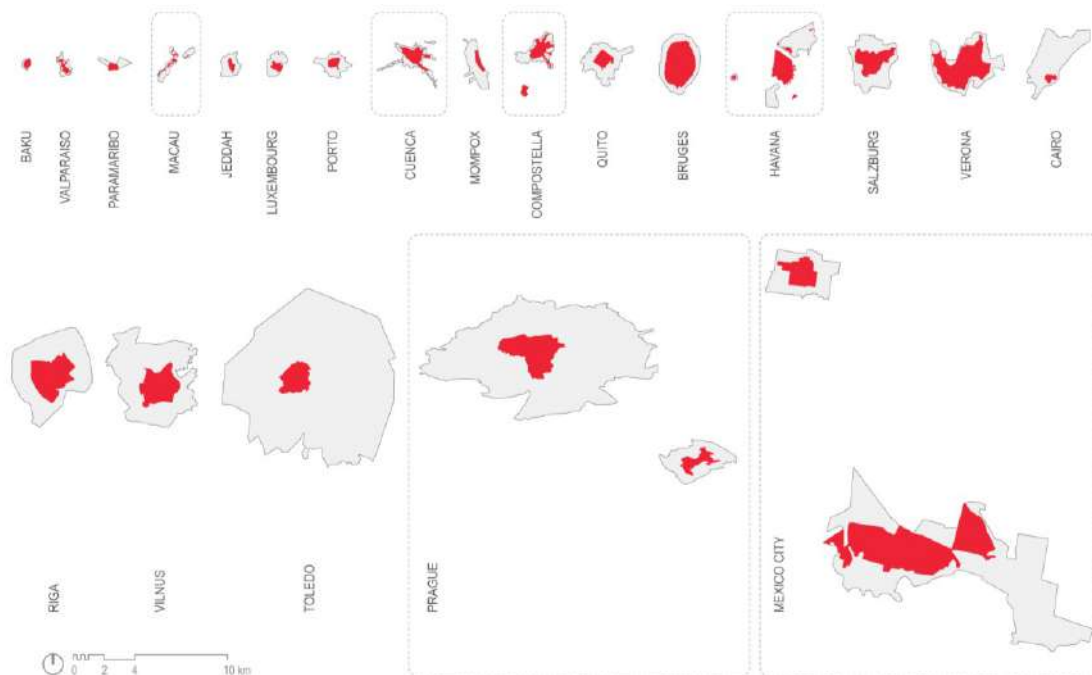 BAKU
VALPARAISO
PARAMARIBO
MACAU
JEDDAH
LUXEMBOURG
PORTO
CUENCA
MOMPOX
COMPOSTELLA
QUITO
BRUGES
HAVANA
SALZBURG
VERONA
CAIRO
RIGA
VILNUS
TOLEDO
PRAGUE
MEXICO CITY
0 2 4 10 km